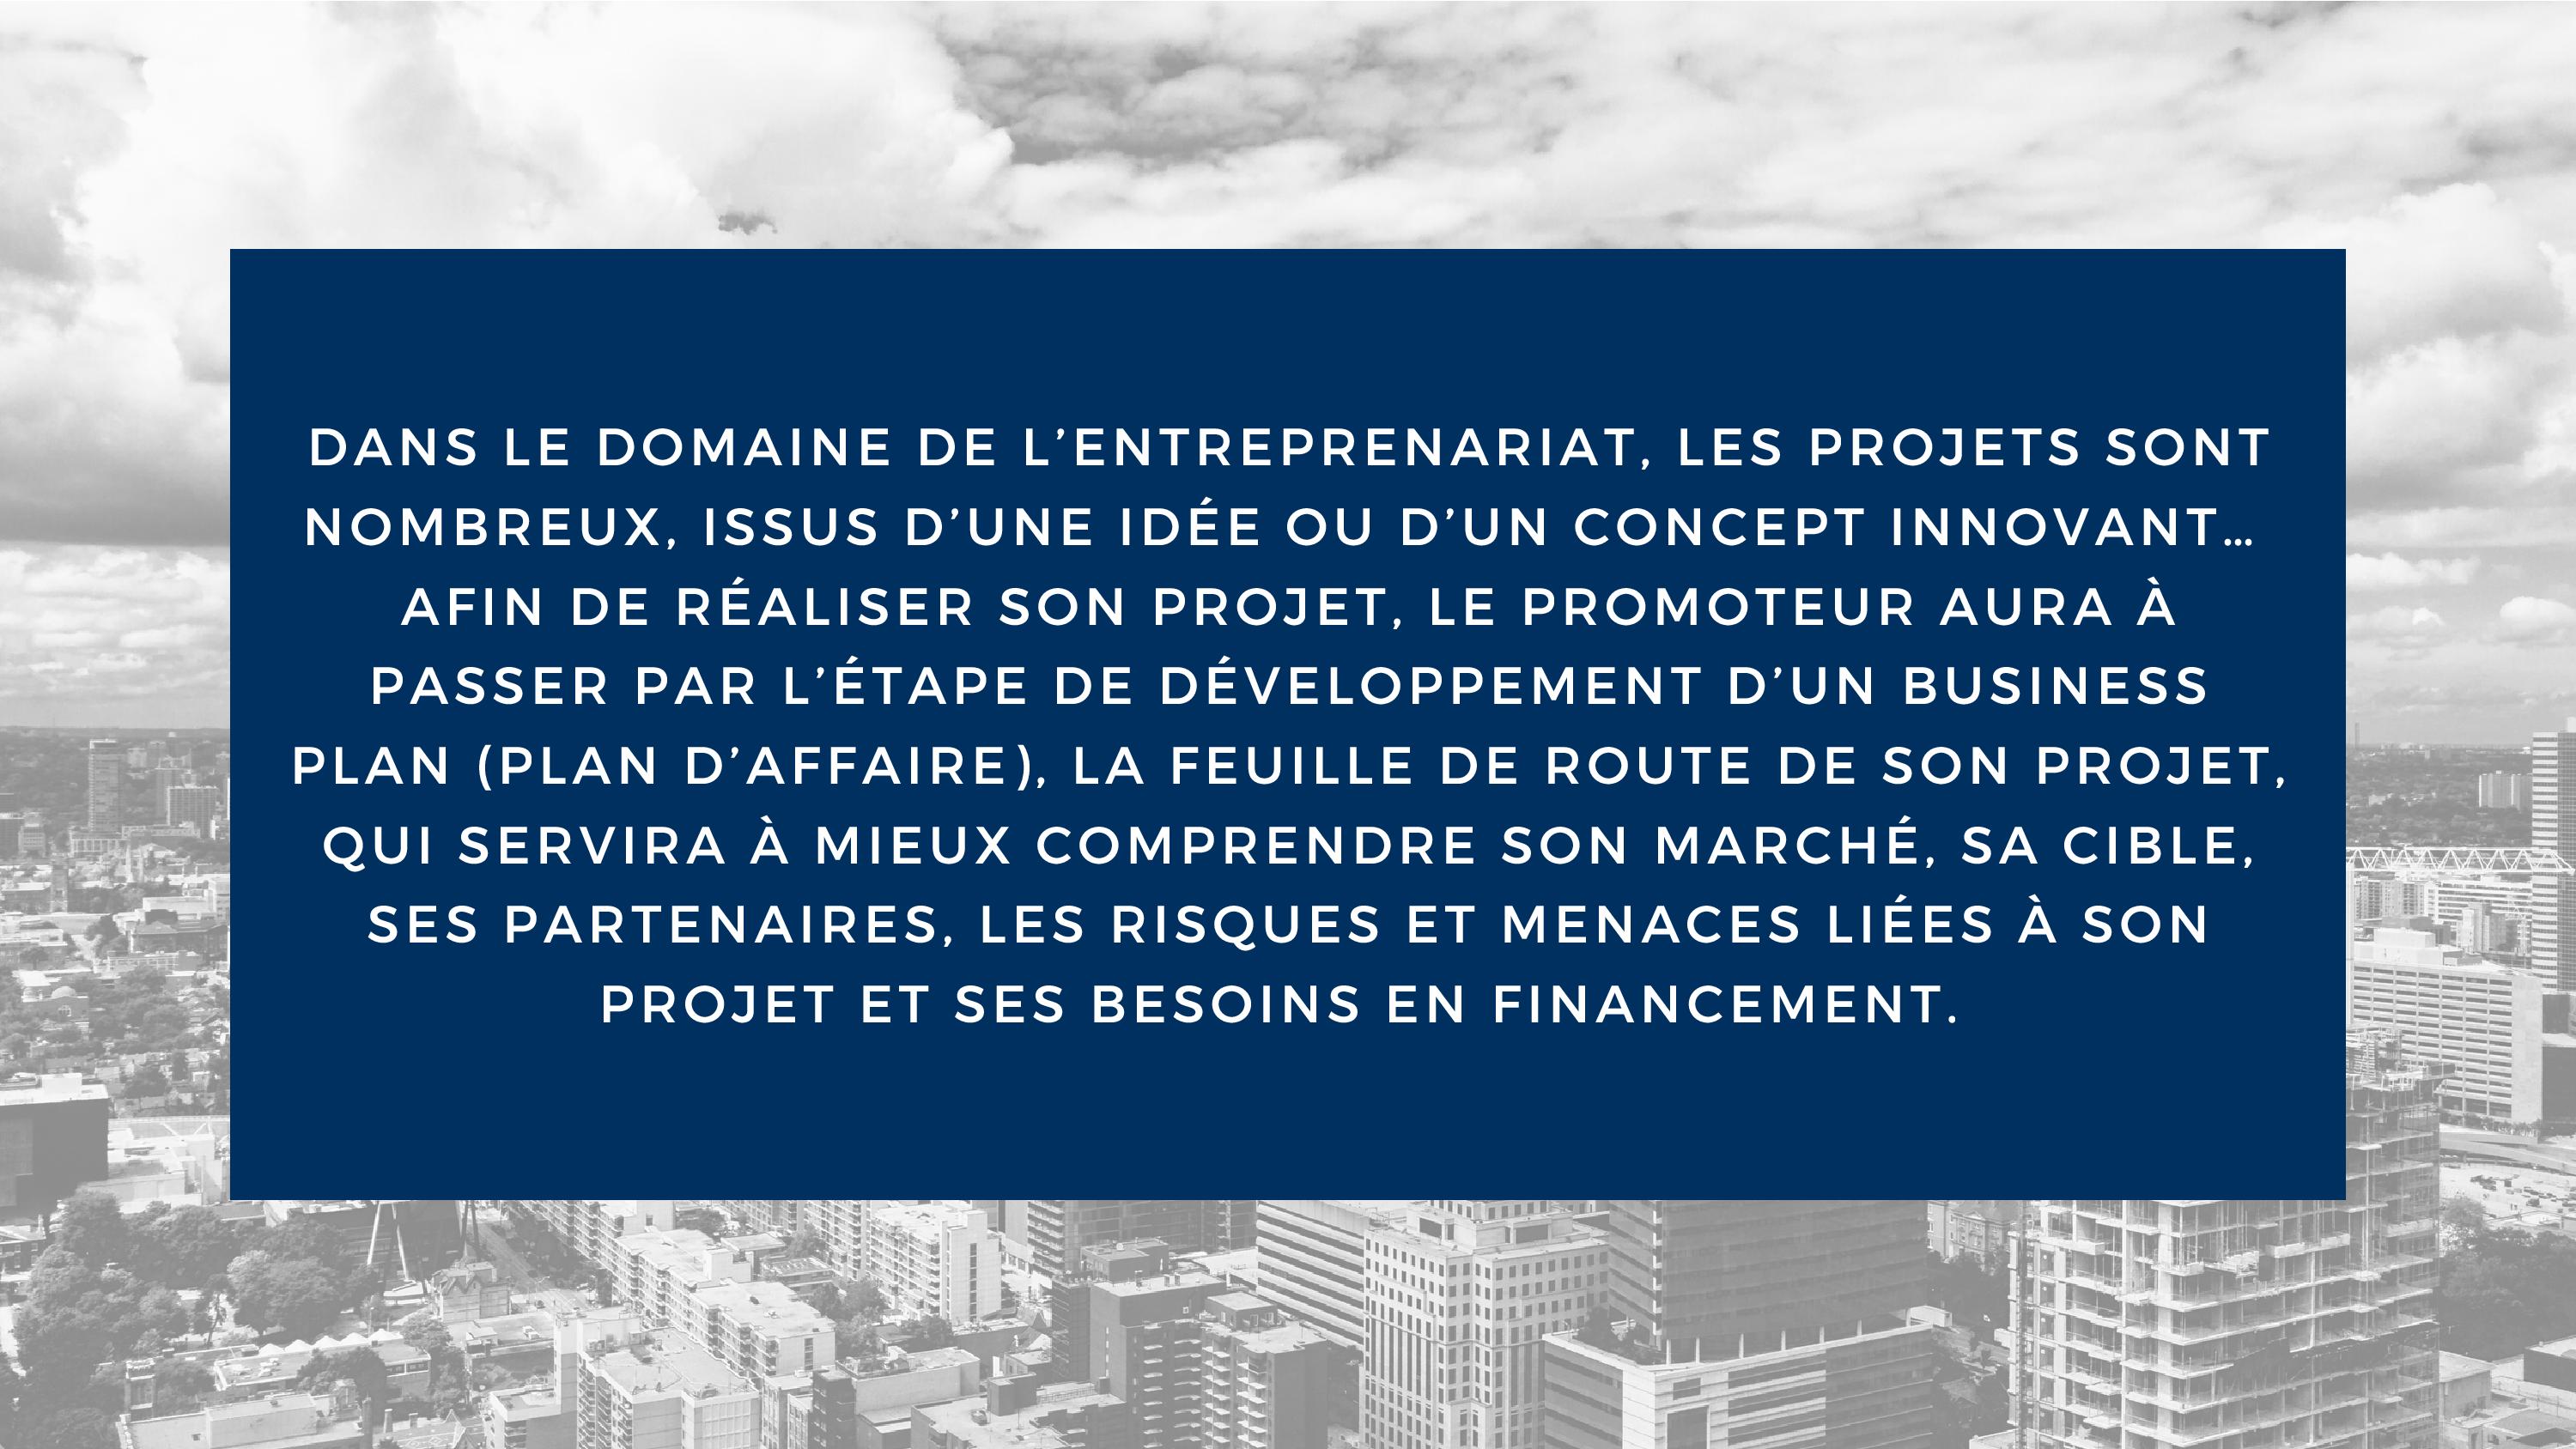 DANS LE DOMAINE DE L’ENTREPRENARIAT, LES PROJETS SONT
NOMBREUX, ISSUS D’UNE IDÉE OU D’UN CONCEPT INNOVANT…
AFIN DE RÉALISER SON PROJET, LE PROMOTEUR AURA À
PASSER PAR L’ÉTAPE DE DÉVELOPPEMENT D’UN BUSINESS
PLAN (PLAN D’AFFAIRE), LA FEUILLE DE ROUTE DE SON PROJET,
QUI SERVIRA À MIEUX COMPRENDRE SON MARCHÉ, SA CIBLE,
SES PARTENAIRES, LES RISQUES ET MENACES LIÉES À SON
PROJET ET SES BESOINS EN FINANCEMENT.